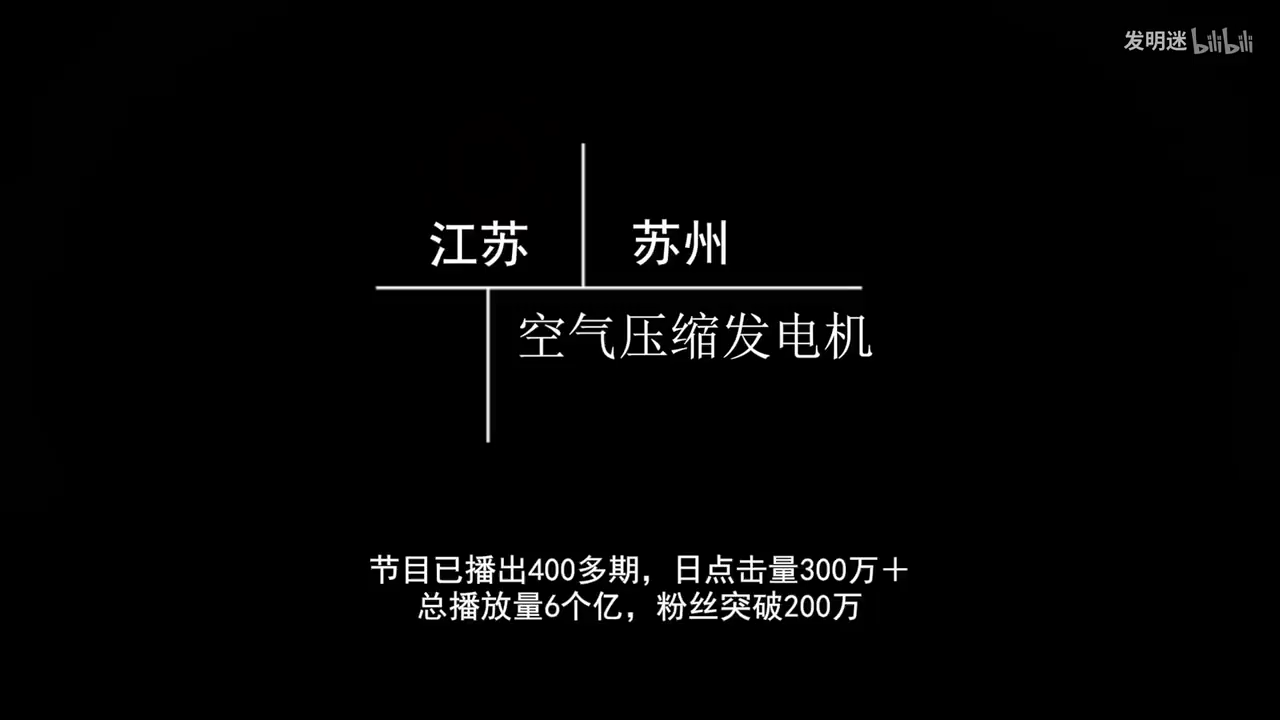 发明迷 bilibili
江苏 苏州
空气压缩发电机
节目已播出400多期，日点击量300万＋
总播放量6个亿，粉丝突破200万